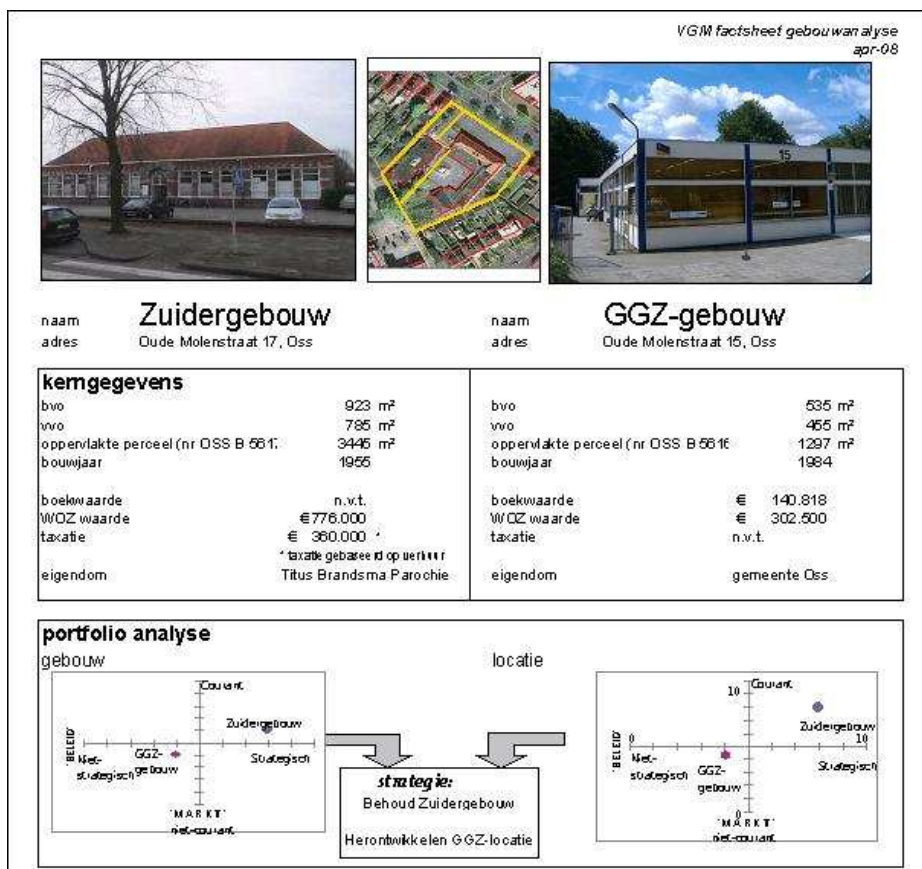 VGM factsheet gebouwanalyse
apr-08
15
naam Zuidergebouw
adres Oude Molenstraat 17, Oss
naam GGZ-gebouw
adres Oude Molenstraat 15, Oss
kerngegevens
bvo 923 m²
vvo 785 m²
oppervlakte perceel (nr OSS B 5617 3446 m²
bouwjaar 1955
boekwaarde n.v.t.
WOZ waarde €776.000
taxatie € 360.000 *
* taxatie gebaseerd op verhuur
eigendom Titus Brandsma Parochie
bvo 535 m²
vvo 455 m²
oppervlakte perceel (nr OSS B 5616 1297 m²
bouwjaar 1984
boekwaarde € 140.818
WOZ waarde € 302.500
taxatie n.v.t.
eigendom gemeente Oss
portfolio analyse
gebouw
Courant
Zuidergebouw
'BELEID'
Niet-
strategisch
GGZ-
gebouw
Strategisch
'MARKT'
niet-courant
strategie:
Behoud Zuidergebouw
Herontwikkelen GGZ-locatie
locatie
10
Courant
Zuidergebouw
'BELEID'
0
10
Niet-
strategisch
GGZ-
gebouw
Strategisch
0
'MARKT'
niet-courant